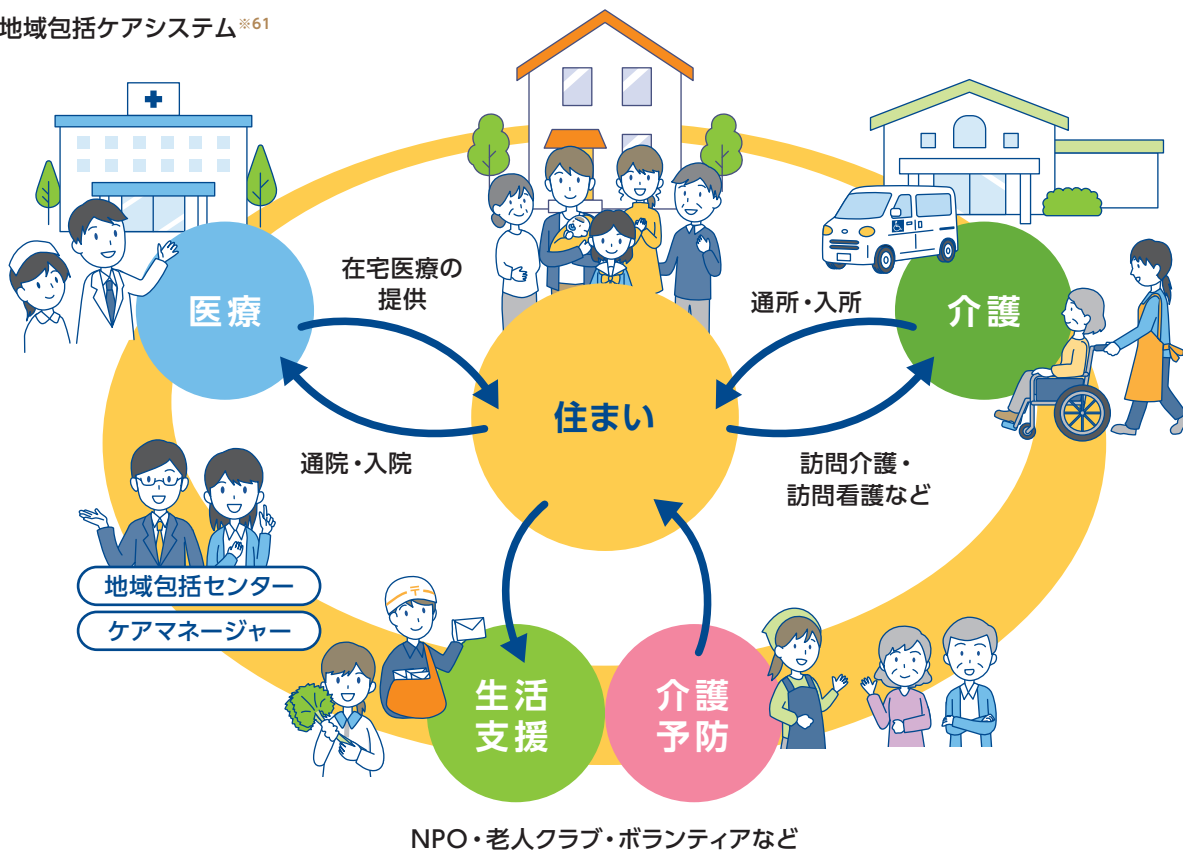 地域包括ケアシステム※61
医療
在宅医療の
提供
通院・入院
住まい
通所・入所
介護
訪問介護・
訪問看護など
地域包括センター
ケアマネージャー
生活
支援
介護
予防
NPO・老人クラブ・ボランティアなど